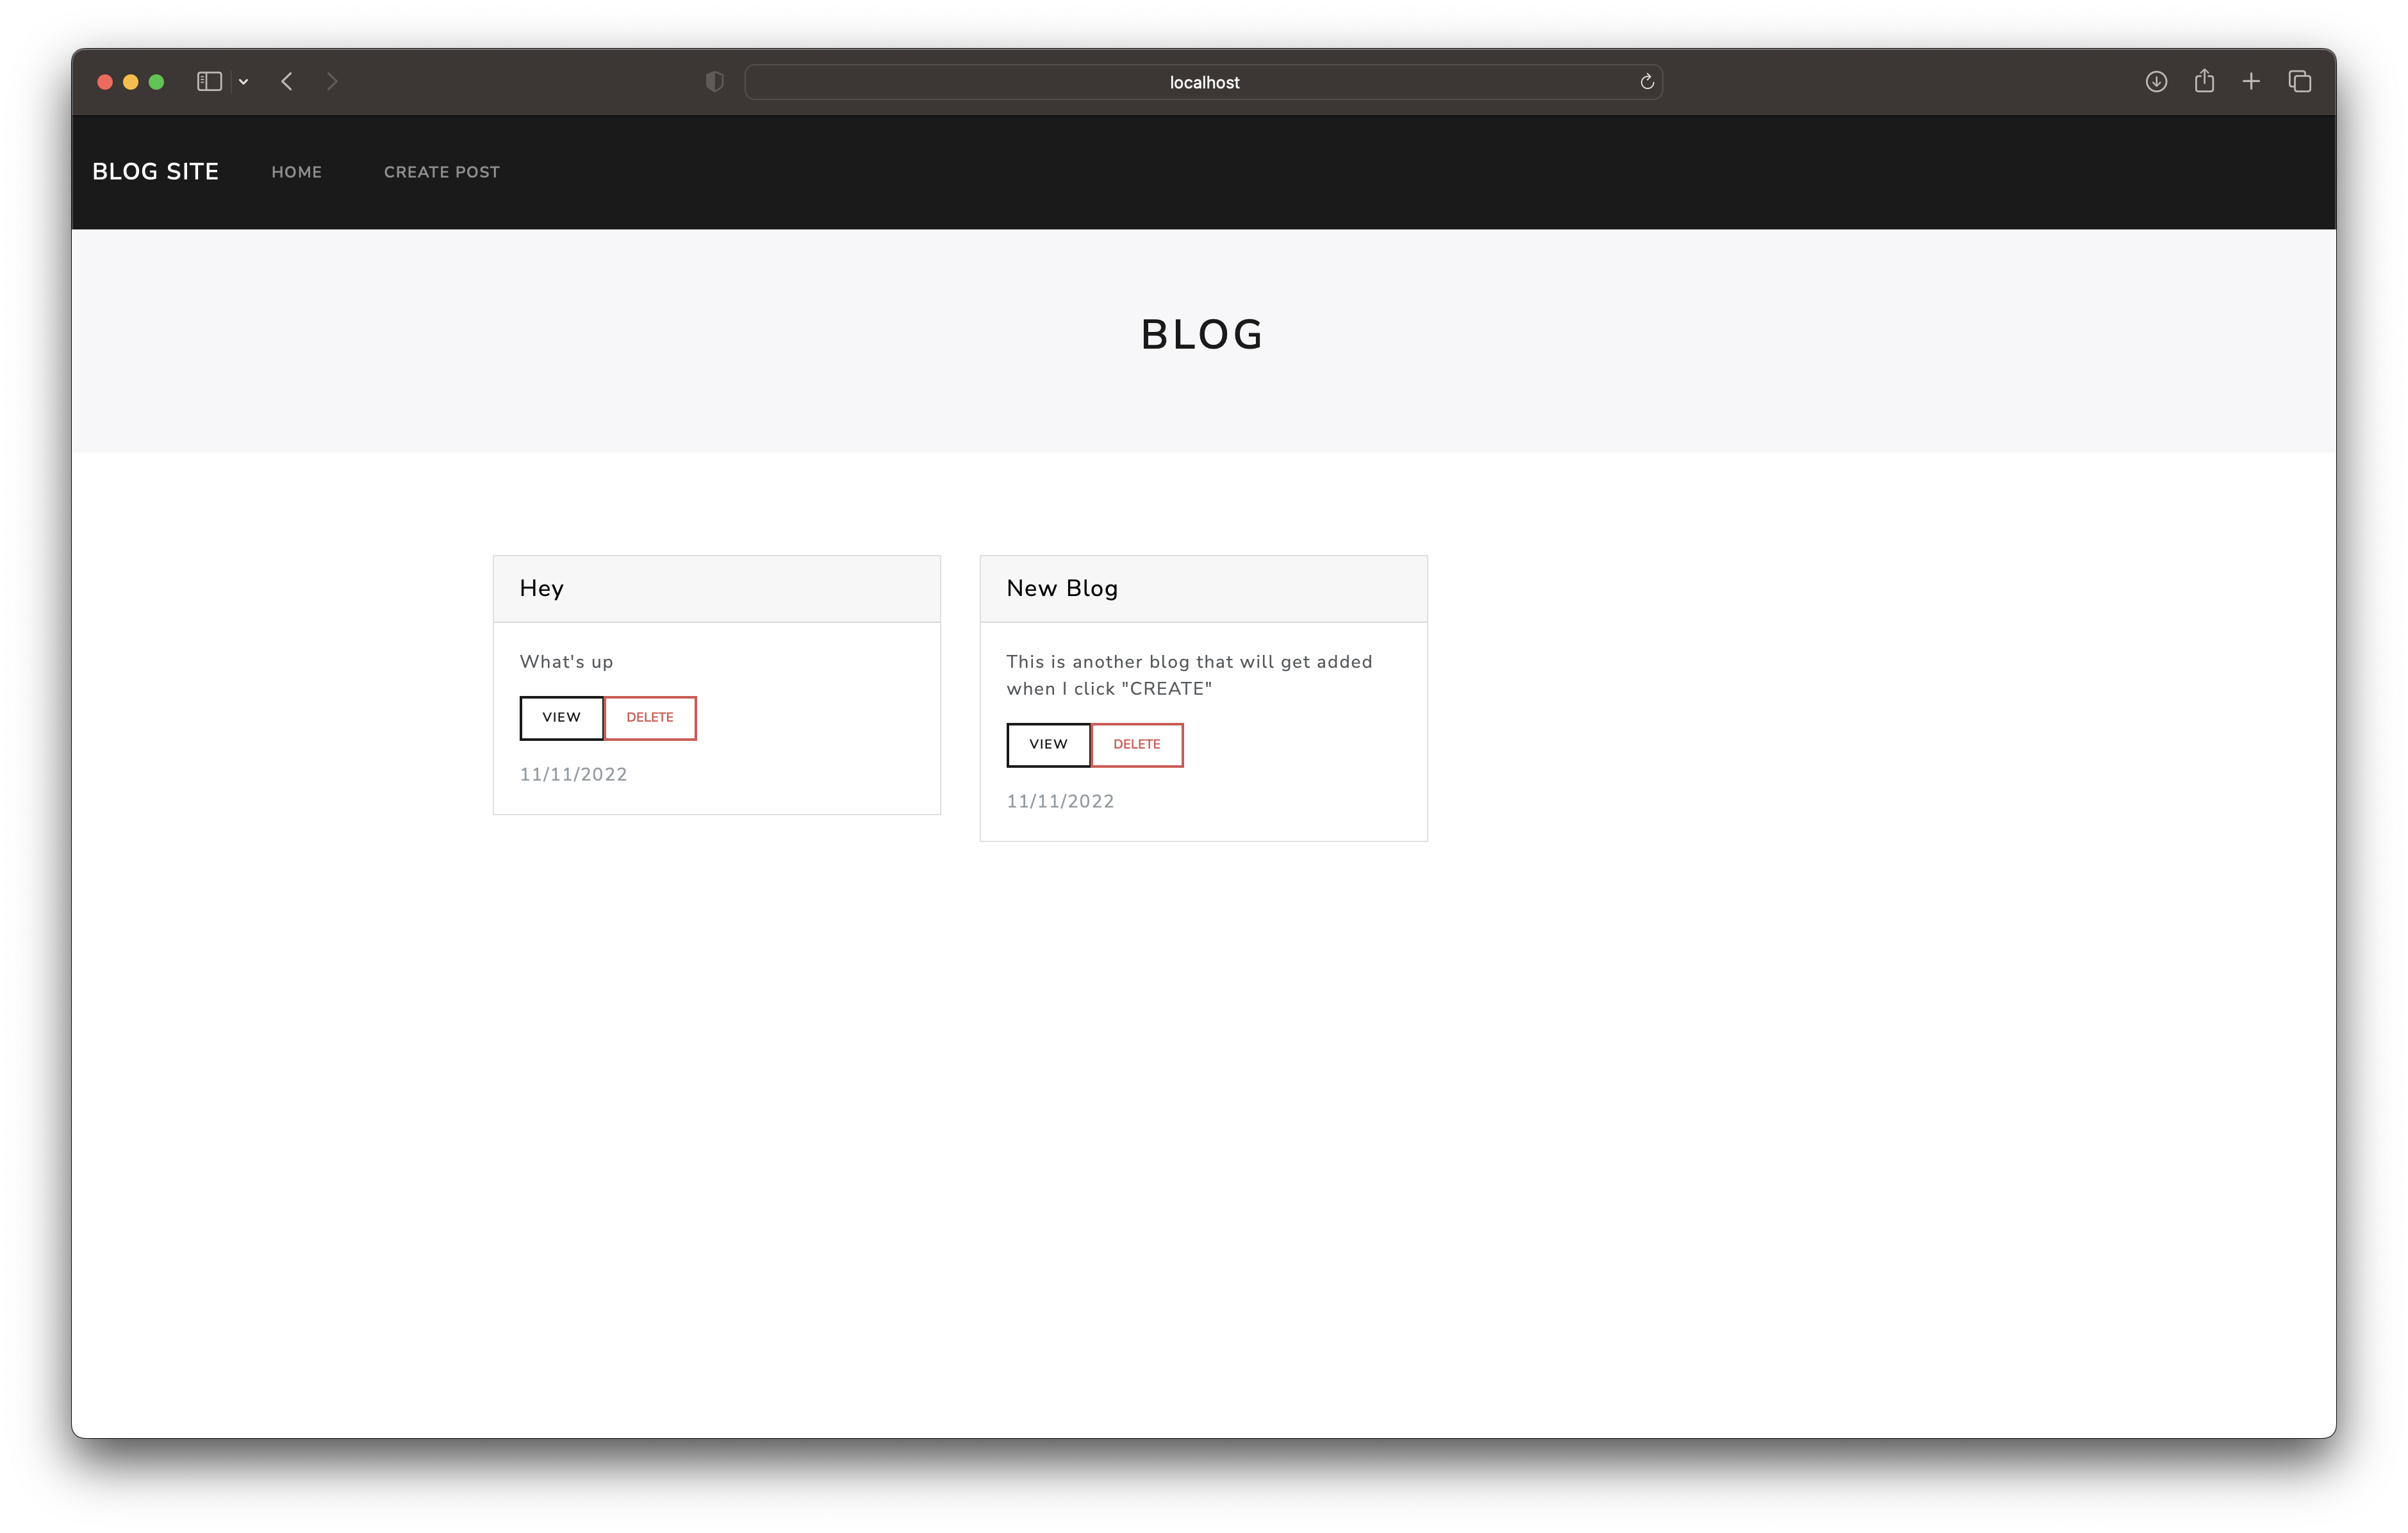 localhost
BLOG SITE HOME CREATE POST
BLOG
Hey
What's up
VIEW DELETE
11/11/2022
New Blog
This is another blog that will get added
when I click "CREATE"
VIEW DELETE
11/11/2022